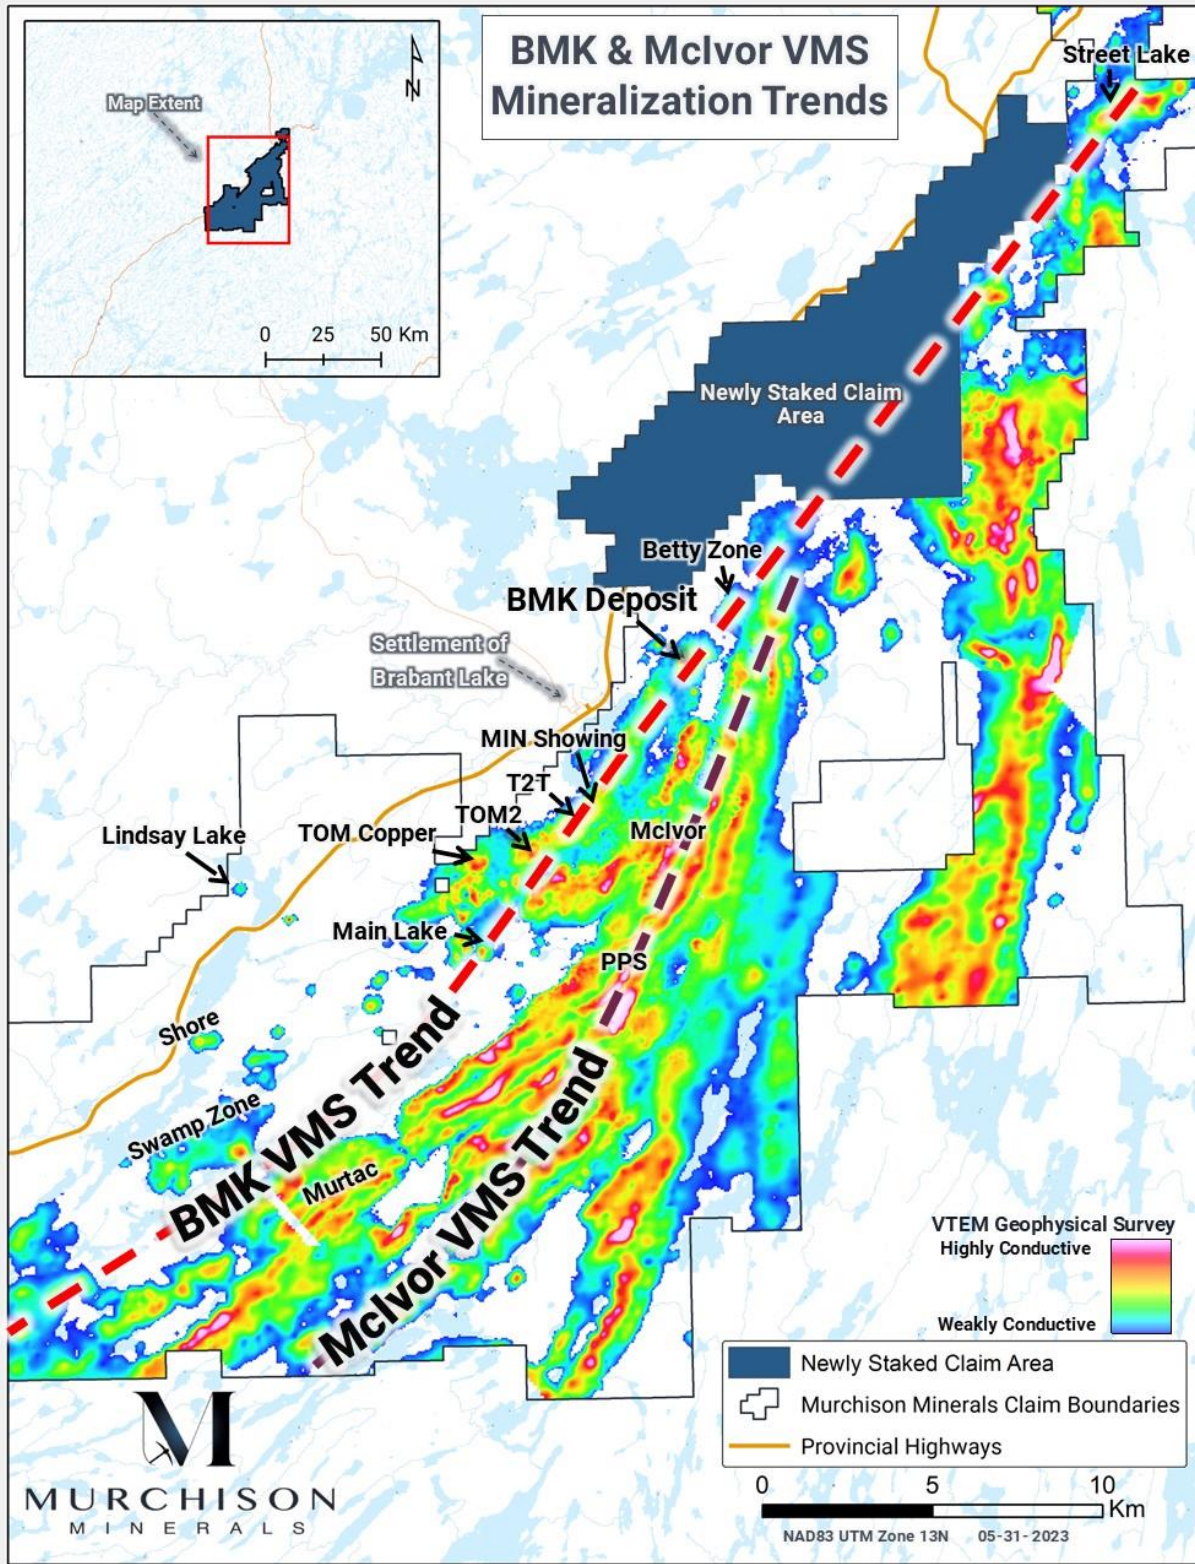 BMK & McIvor VMS
Mineralization Trends
Street Lake
Map Extent
N
0 25 50 Km
Newly Staked Claim
Area
Betty Zone
BMK Deposit
Settlement of
Brabant Lake
MIN Showing
T2T
TOM2
TOM Copper
McIvor
Lindsay Lake
Main Lake
PPS
Shore
Swamp Zone
BMK VMS Trend
Murtac
McIvor VMS Trend
VTEM Geophysical Survey
Highly Conductive
Weakly Conductive
Newly Staked Claim Area
Murchison Minerals Claim Boundaries
Provincial Highways
0 5 10
Km
NAD83 UTM Zone 13N 05-31- 2023
M
MURCHISON
MINERALS